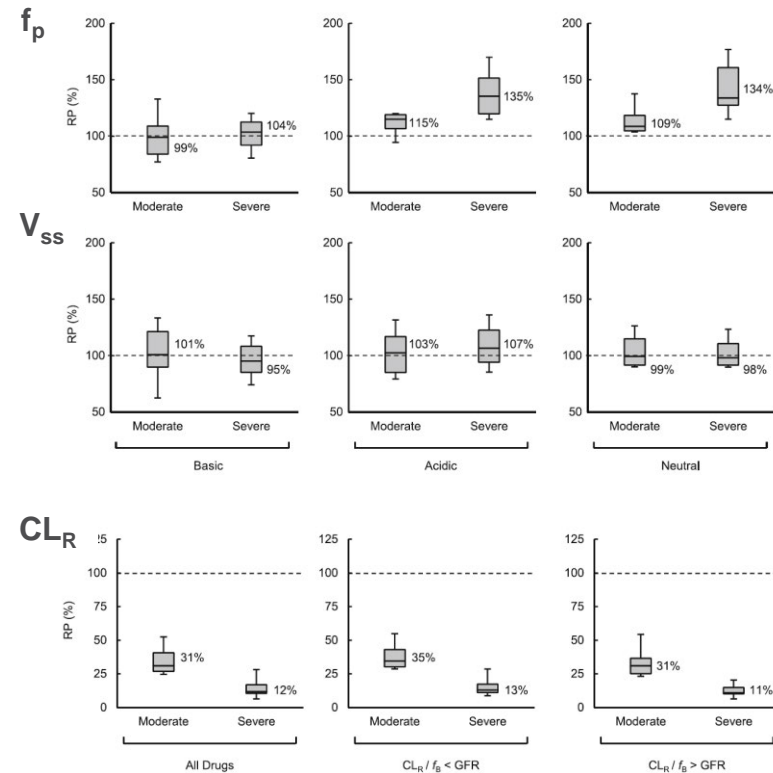 fp
200
150
100
50
RP (%)
99%
104%
Moderate
Severe
200
150
100
50
115%
135%
Moderate
Severe
200
150
100
50
109%
134%
Moderate
Severe
Vss
200
150
100
50
RP (%)
101%
95%
Moderate
Severe
Basic
200
150
100
50
103%
107%
Moderate
Severe
Acidic
200
150
100
50
99%
98%
Moderate
Severe
Neutral
CLR
25
100
75
50
25
0
RP (%)
31%
12%
Moderate
Severe
All Drugs
125
100
75
50
25
0
35%
13%
Moderate
Severe
CLR / fB < GFR
125
100
75
50
25
0
31%
11%
Moderate
Severe
CLR / fB > GFR